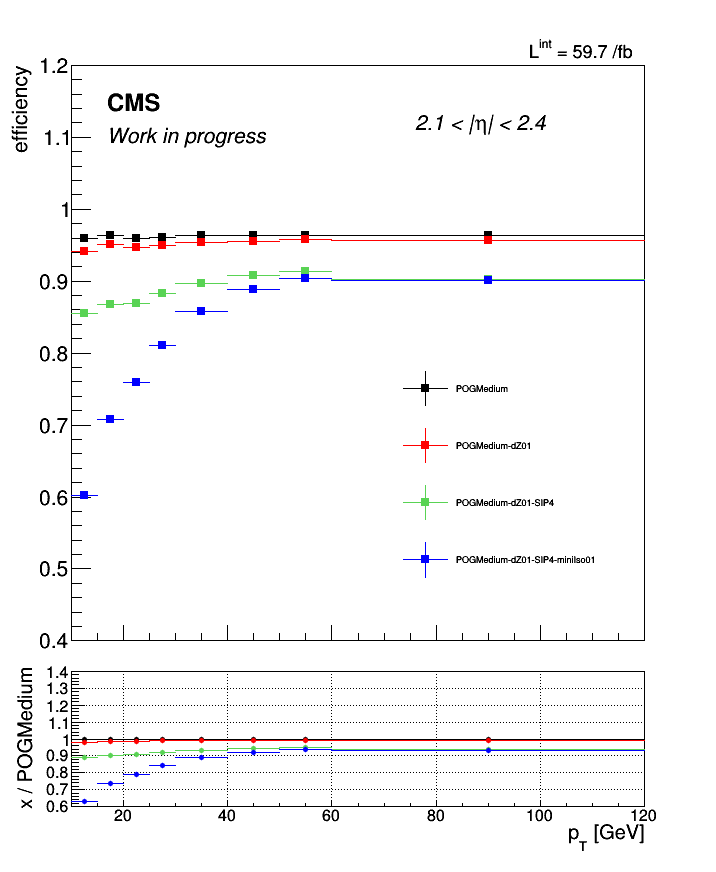 L^int = 59.7 /fb
efficiency
1.2
CMS
Work in progress
2.1 < |η| < 2.4
1.1
1
0.9
0.8
0.7
0.6
0.5
0.4
POGMedium
POGMedium-dZ01
POGMedium-dZ01-SIP4
POGMedium-dZ01-SIP4-miniIso01
x / POGMedium
1.4
1.3
1.2
1.1
1
0.9
0.8
0.7
0.6
20 40 60 80 100 120
p_T [GeV]